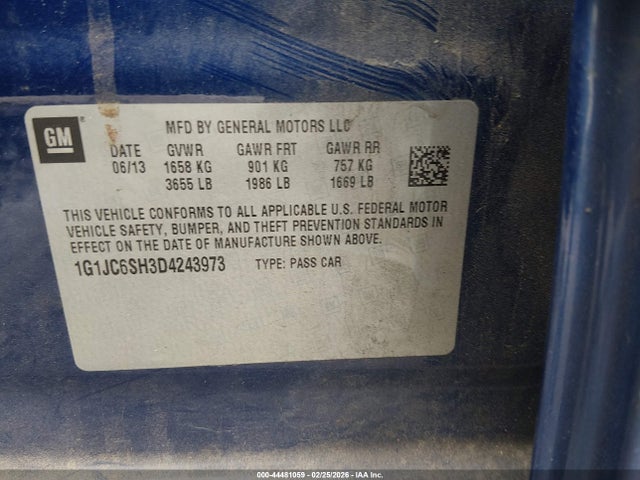 GM
MFD BY GENERAL MOTORS LLC
DATE GVWR GAWR FRT GAWR RR
06/13 1658 KG 901 KG 757 KG
3655 LB 1986 LB 1669 LB
THIS VEHICLE CONFORMS TO ALL APPLICABLE U.S. FEDERAL MOTOR
VEHICLE SAFETY, BUMPER, AND THEFT PREVENTION STANDARDS IN
EFFECT ON THE DATE OF MANUFACTURE SHOWN ABOVE.
1G1JC6SH3D4243973 TYPE: PASS CAR
000-44481059 - 02/25/2026 - IAA Inc.